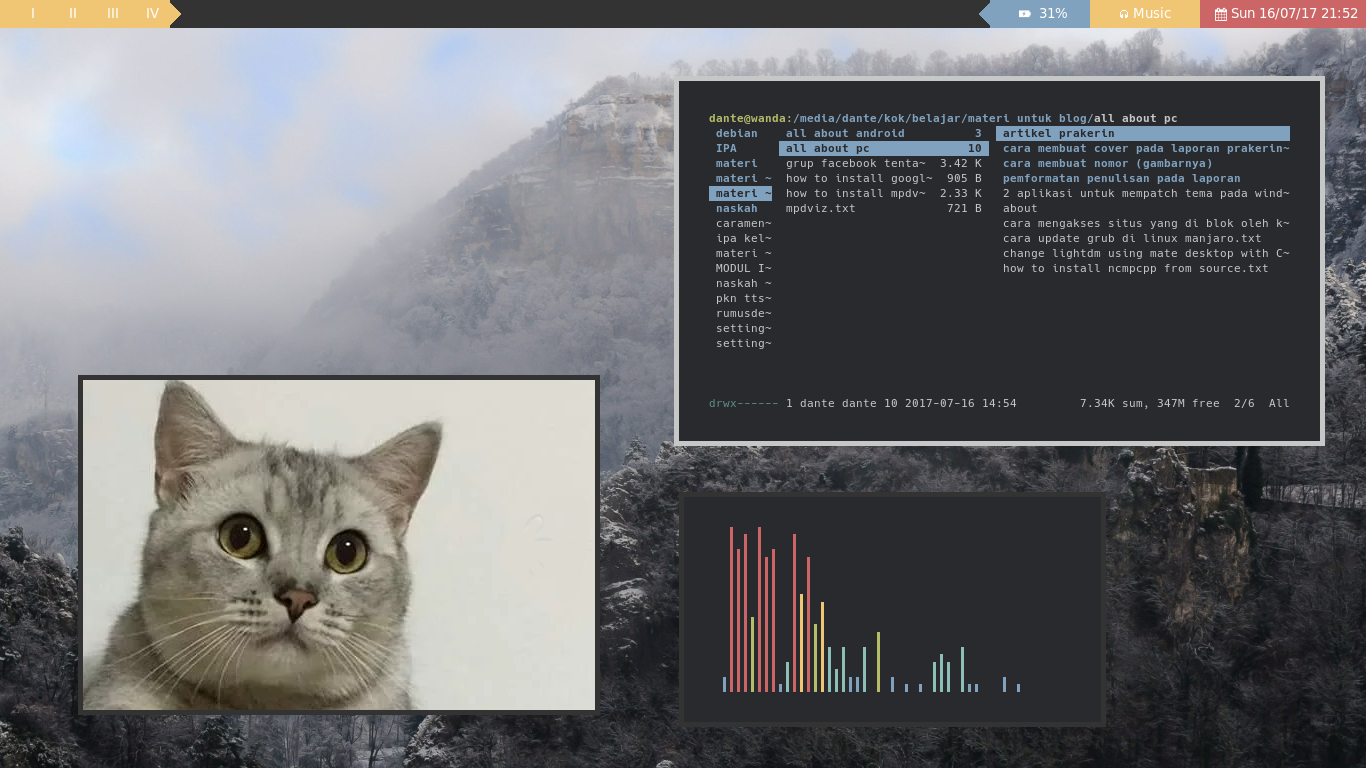 I II III IV 31% Music Sun 16/07/17 21:52
dante@wanda:/media/dante/kok/belajar/materi untuk blog/all about pc
debian all about android 3 artikel prakerin
IPA all about pc 10 cara membuat cover pada laporan prakerin~
materi grup facebook tenta~ 3.42 K cara membuat nomor (gambarnya)
materi ~ how to install googl~ 905 B pemformatan penulisan pada laporan
materi ~ how to install mpdv~ 2.33 K 2 aplikasi untuk mempatch tema pada wind~
naskah mpdviz.txt 721 B about
caramen~ cara mengakses situs yang di blok oleh k~
ipa kel~ cara update grub di linux manjaro.txt
materi ~ change lightdm using mate desktop with C~
MODUL I~ how to install ncmpcpp from source.txt
naskah ~
pkn tts~
rumusde~
setting~
setting~
drwx------ 1 dante dante 10 2017-07-16 14:54 7.34K sum, 347M free 2/6 All